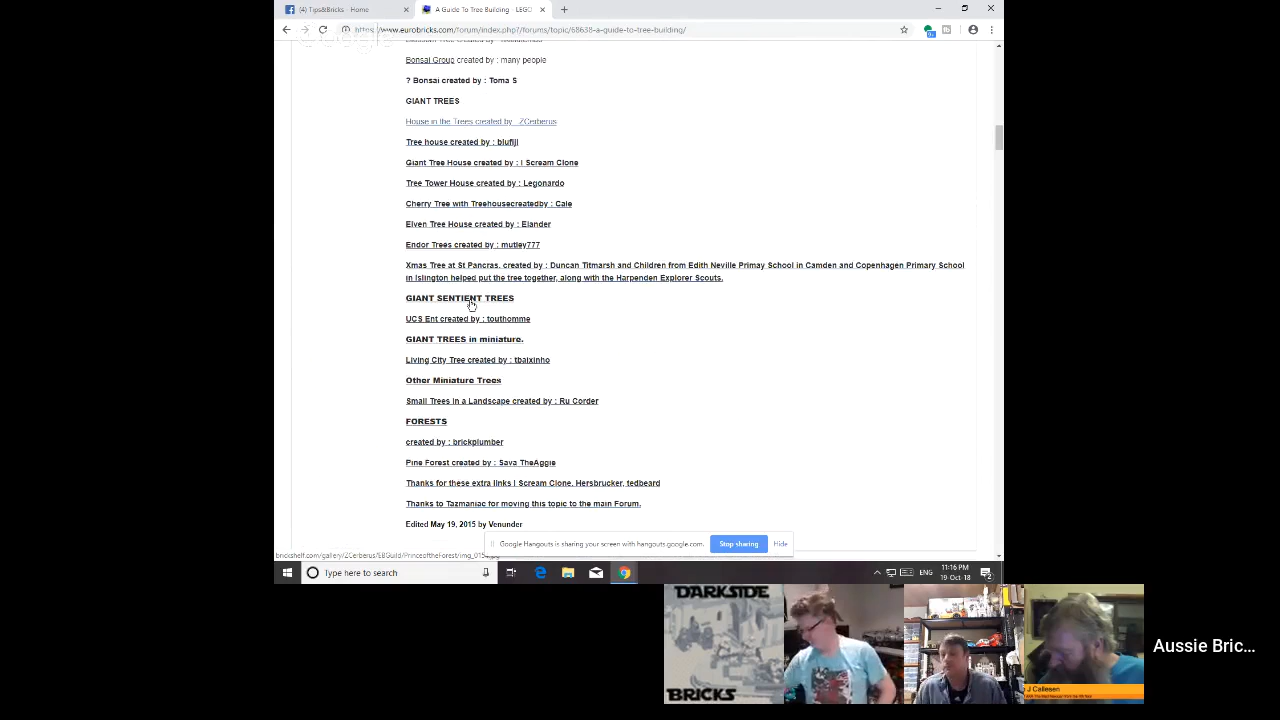 (4) Tips&Bricks - Home
A Guide To Tree Building - LEGO
https://www.eurobricks.com/forum/index.php?/forums/topic/68638-a-guide-to-tree-building/
Bonsai Group created by : many people
? Bonsai created by : Toma S
GIANT TREES
House in the Trees created by : ZCerberus
Tree house created by : blufiji
Giant Tree House created by : I Scream Clone
Tree Tower House created by : Legonardo
Cherry Tree with Treehousecreatedby : Cale
Elven Tree House created by : Elander
Endor Trees created by : mutley777
Xmas Tree at St Pancras. created by : Duncan Titmarsh and Children from Edith Neville Primay School in Camden and Copenhagen Primary School
in Islington helped put the tree together, along with the Harpenden Explorer Scouts.
GIANT SENTIENT TREES
UCS Ent created by : touthomme
GIANT TREES in miniature.
Living City Tree created by : tbaixinho
Other Miniature Trees
Small Trees in a Landscape created by : Ru Corder
FORESTS
created by : brickplumber
Pine Forest created by : Sava TheAggie
Thanks for these extra links I Scream Clone. Hersbrucker, tedbeard
Thanks to Tazmaniac for moving this topic to the main Forum.
Edited May 19, 2015 by Venunder
Google Hangouts is sharing your screen with hangouts.google.com.
Stop sharing
Hide
Type here to search
ENG
11:16 PM
19-Oct-18
DARKSIDE
BRICKS
J Callesen
Aussie Bric...